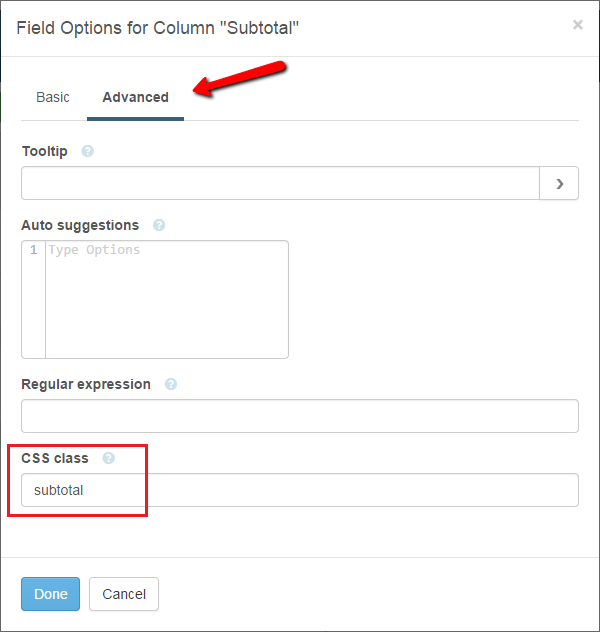 Field Options for Column "Subtotal"
×
Basic Advanced
Tooltip ?
›
Auto suggestions ?
1 Type Options
Regular expression ?
CSS class ?
subtotal
Done Cancel